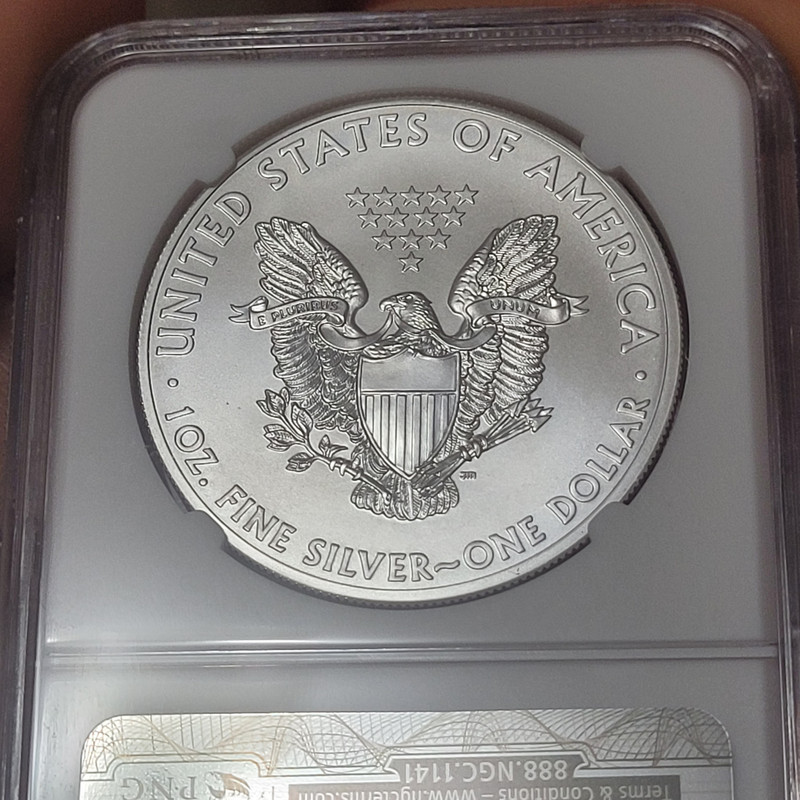 UNITED STATES OF AMERICA
E PLURIBUS UNUM
1 OZ. FINE SILVER~ONE DOLLAR
888.NGC.1141
Terms & Conditions – www.ngcterms.com
PNG